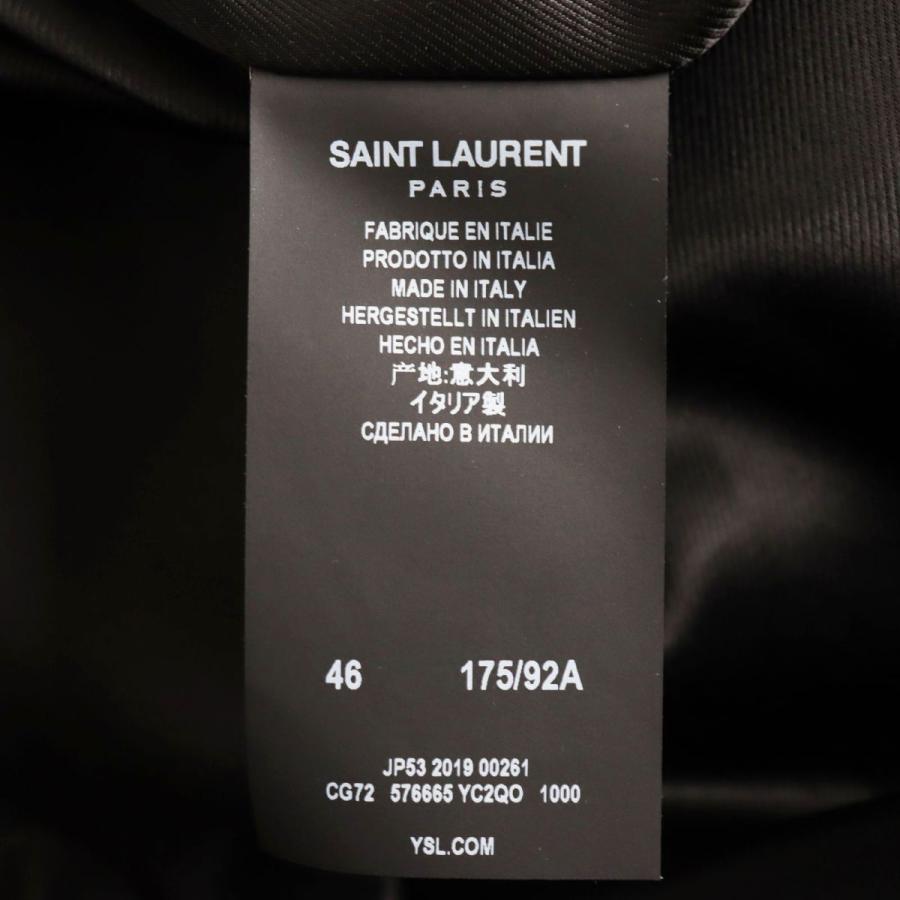 SAINT LAURENT
PARIS
FABRIQUE EN ITALIE
PRODOTTO IN ITALIA
MADE IN ITALY
HERGESTELLT IN ITALIEN
HECHO EN ITALIA
产地:意大利
イタリア製
СДЕЛАНО В ИТАЛИИ
46 175/92A
JP53 2019 00261
CG72 576665 YC2QO 1000
YSL.COM